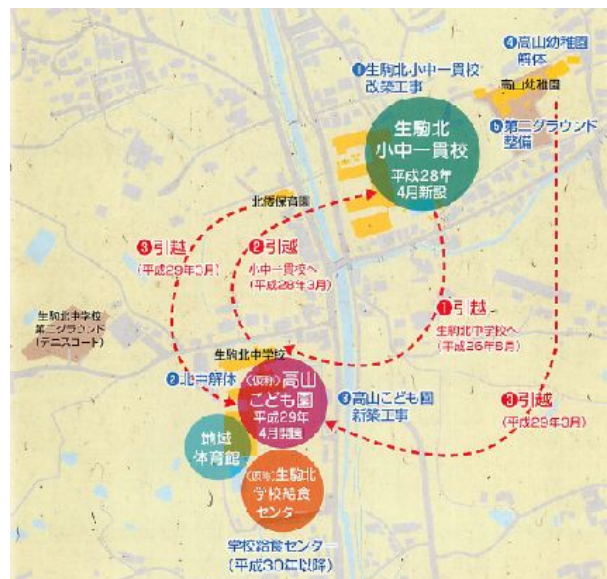 ❹高山幼稚園
解体
高山幼稚園
❶生駒北小中一貫校
改築工事
❺第二グラウンド
整備
生駒北
小中一貫校
平成28年
4月新設
北倭保育園
❸引越
(平成29年3月)
❷引越
小中一貫校へ
(平成28年3月)
❶引越
生駒北中学校へ
(平成26年8月)
生駒北中学校
第二グラウンド
(テニスコート)
生駒北中学校
❷北中解体
(仮称)高山
こども園
平成29年
4月開園
❸高山こども園
新築工事
❸引越
(平成29年3月)
地域
体育館
(仮称)生駒北
学校給食
センター
学校給食センター
(平成30年以降)